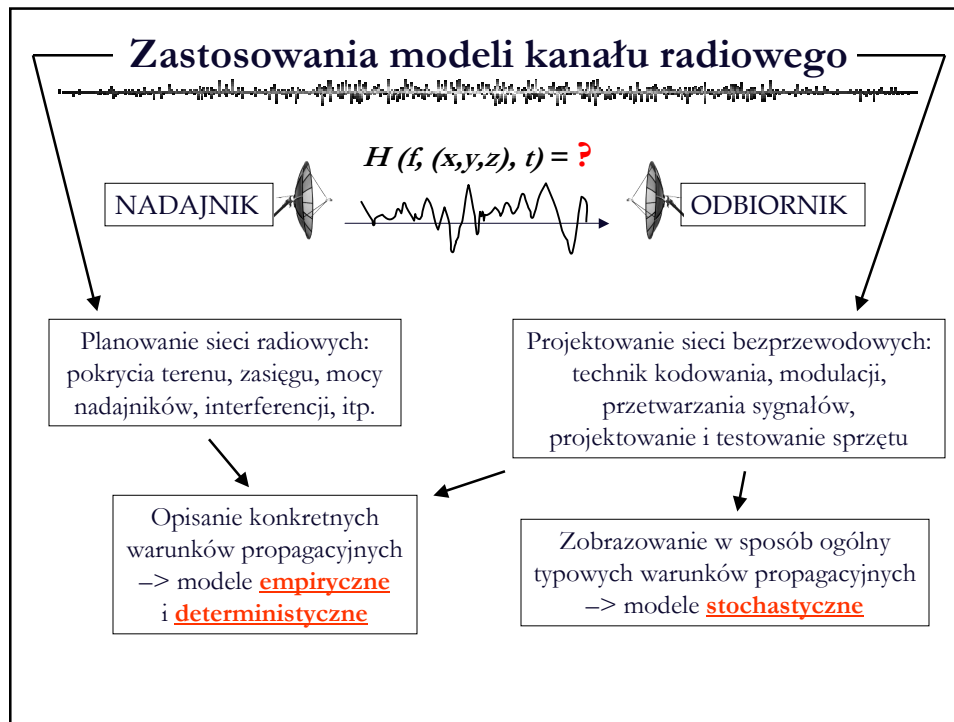 Zastosowania modeli kanału radiowego
H (f, (x,y,z), t) = ?
NADAJNIK
ODBIORNIK
Planowanie sieci radiowych:
pokrycia terenu, zasięgu, mocy
nadajników, interferencji, itp.
Projektowanie sieci bezprzewodowych:
technik kodowania, modulacji,
przetwarzania sygnałów,
projektowanie i testowanie sprzętu
Opisanie konkretnych
warunków propagacyjnych
–> modele empiryczne
i deterministyczne
Zobrazowanie w sposób ogólny
typowych warunków propagacyjnych
–> modele stochastyczne